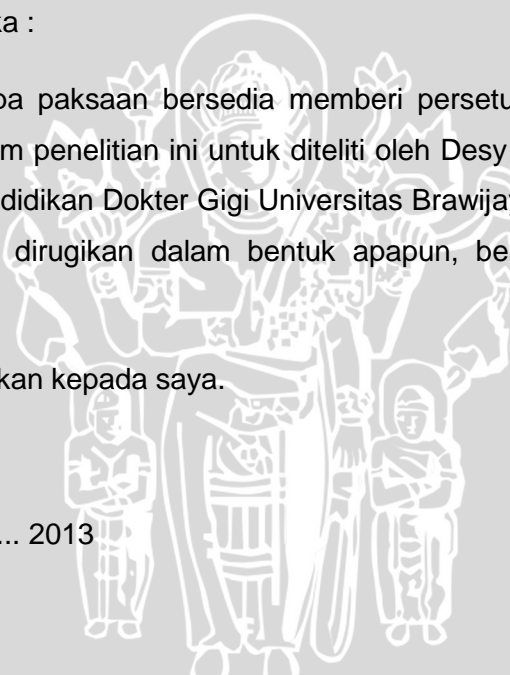 ka :
pa paksaan bersedia memberi persetu
m penelitian ini untuk diteliti oleh Desy
didikan Dokter Gigi Universitas Brawijay
dirugikan dalam bentuk apapun, be
kan kepada saya.
... 2013